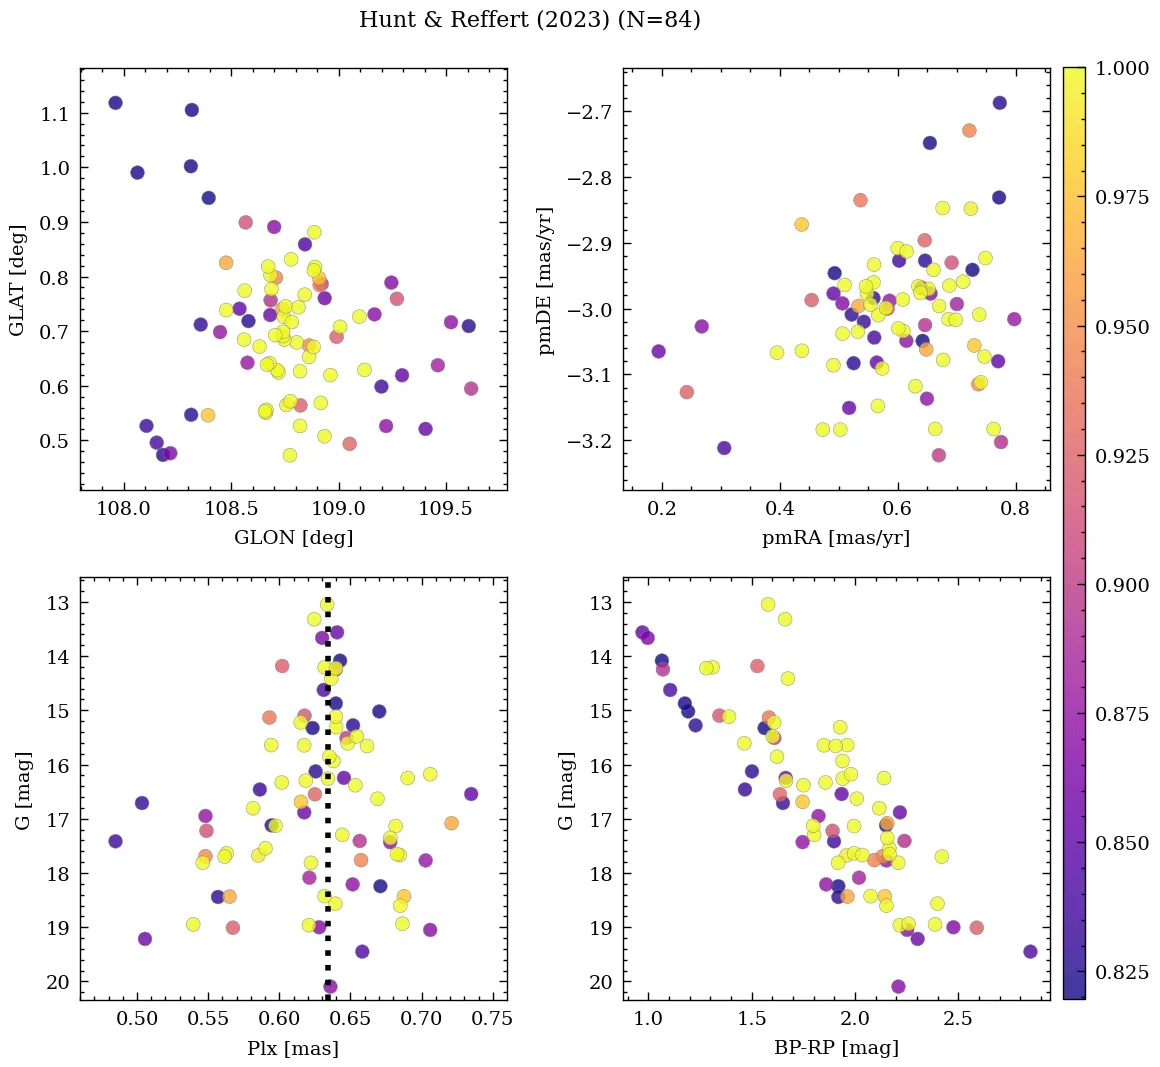 Hunt & Reffert (2023) (N=84)
GLAT [deg]
1.1
1.0
0.9
0.8
0.7
0.6
0.5
108.0 108.5 109.0 109.5
GLON [deg]
pmDE [mas/yr]
−2.7
−2.8
−2.9
−3.0
−3.1
−3.2
0.2 0.4 0.6 0.8
pmRA [mas/yr]
1.000
0.975
0.950
0.925
0.900
0.875
0.850
0.825
G [mag]
13
14
15
16
17
18
19
20
0.50 0.55 0.60 0.65 0.70 0.75
Plx [mas]
G [mag]
13
14
15
16
17
18
19
20
1.0 1.5 2.0 2.5
BP-RP [mag]